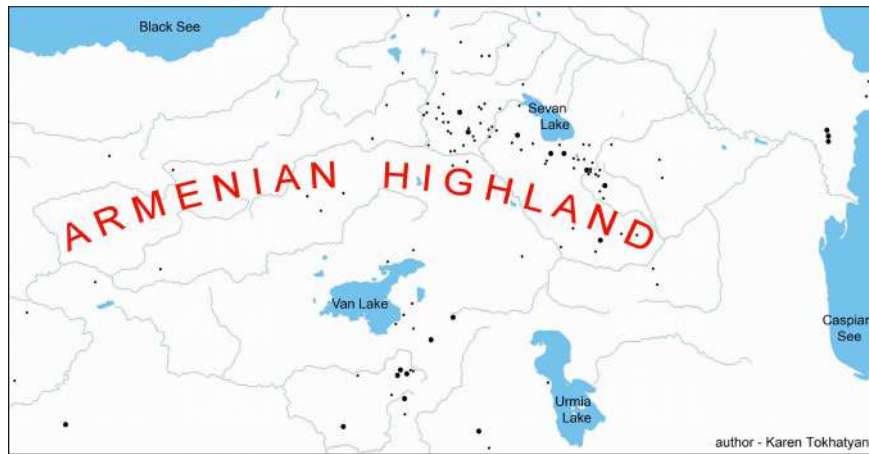 Black See
Sevan
Lake
ARMENIAN HIGHLAND
Van Lake
Caspian
See
Urmia
Lake
author - Karen Tokhatyan